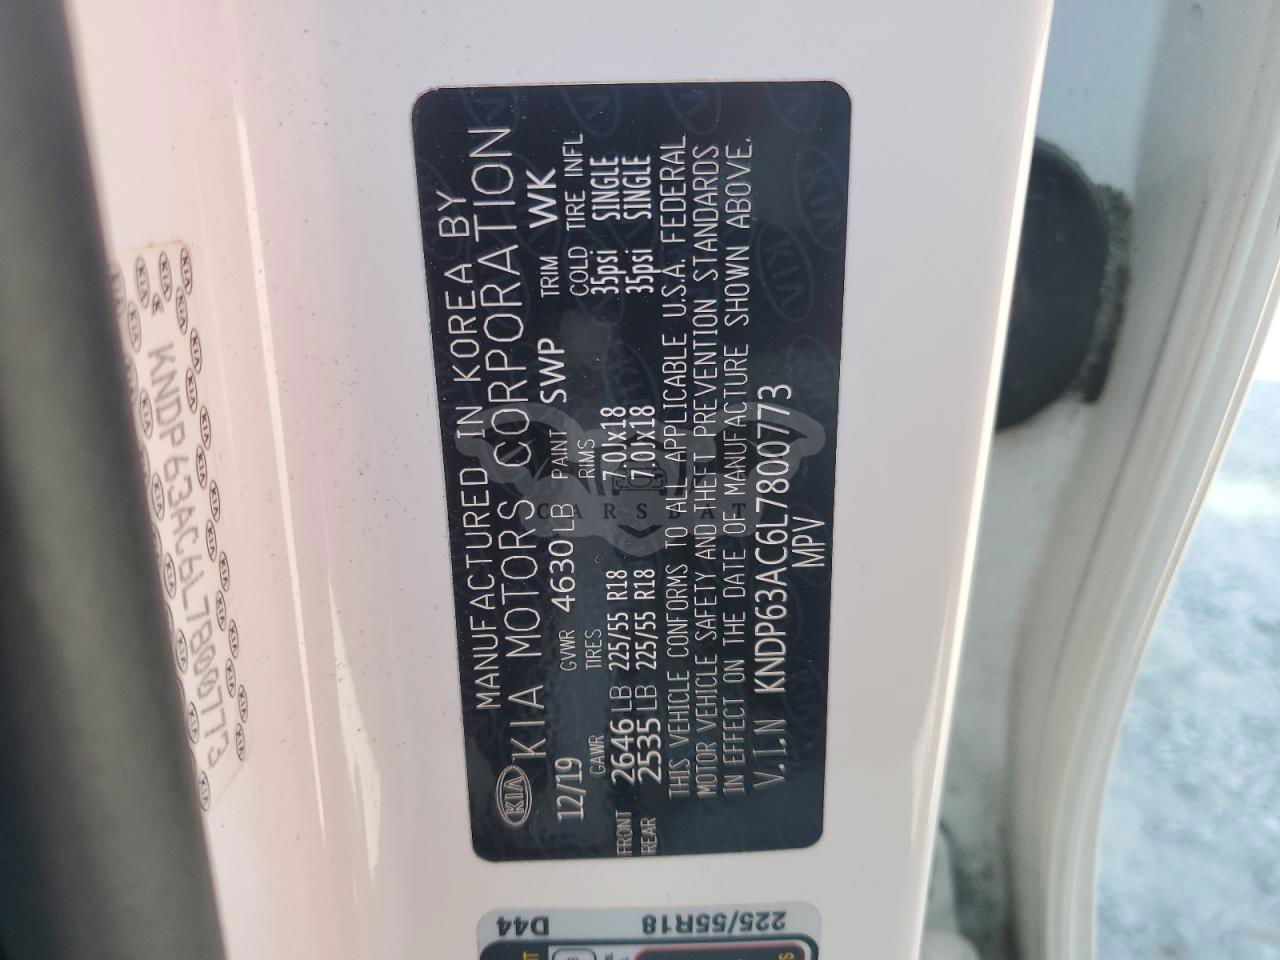 KIA
MANUFACTURED IN KOREA BY
KIA MOTORS CORPORATION
12/19 GVWR 4630 LB PAINT SWP TRIM WK
GAWR TIRES RIMS COLD TIRE INFL
FRONT 2646 LB 225/55 R18 7.0Jx18 35psi SINGLE
REAR 2535 LB 225/55 R18 7.0Jx18 35psi SINGLE
THIS VEHICLE CONFORMS TO ALL APPLICABLE U.S.A. FEDERAL
MOTOR VEHICLE SAFETY AND THEFT PREVENTION STANDARDS
IN EFFECT ON THE DATE OF MANUFACTURE SHOWN ABOVE.
V.I.N KNDP63AC6L7800773
MPV
CARSBAT
KNDP63AC6L7800773
225/55R18 D44